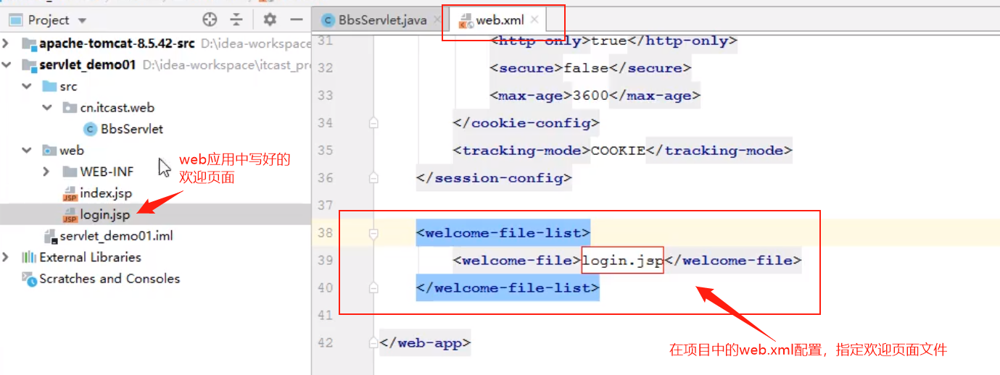 Project
BbsServlet.java
web.xml
apache-tomcat-8.5.42-src D:\idea-workspace
servlet_demo01 D:\idea-workspace\itcast_pr
src
cn.itcast.web
BbsServlet
web
WEB-INF
index.jsp
login.jsp
servlet_demo01.iml
External Libraries
Scratches and Consoles
web应用中写好的
欢迎页面
31 <http-only>true</http-only>
32 <secure>false</secure>
33 <max-age>3600</max-age>
34 </cookie-config>
35 <tracking-mode>COOKIE</tracking-mode>
36 </session-config>
37
38 <welcome-file-list>
39 <welcome-file>login.jsp</welcome-file>
40 </welcome-file-list>
41
42 </web-app>
在项目中的web.xml配置，指定欢迎页面文件